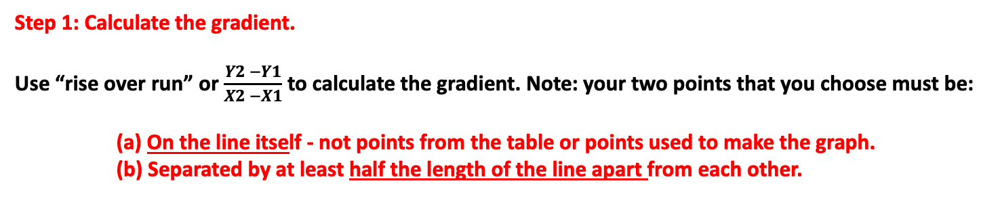 Step 1: Calculate the gradient.
Use “rise over run” or Y2 –Y1 / X2 –X1 to calculate the gradient. Note: your two points that you choose must be:
(a) On the line itself - not points from the table or points used to make the graph.
(b) Separated by at least half the length of the line apart from each other.